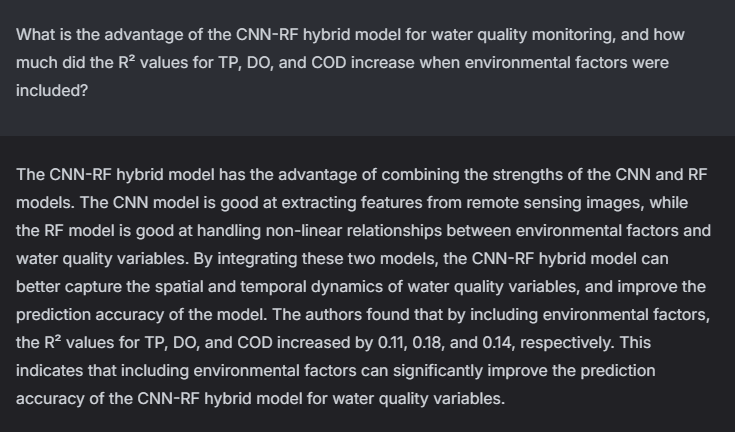 What is the advantage of the CNN-RF hybrid model for water quality monitoring, and how
much did the R² values for TP, DO, and COD increase when environmental factors were
included?
The CNN-RF hybrid model has the advantage of combining the strengths of the CNN and RF
models. The CNN model is good at extracting features from remote sensing images, while
the RF model is good at handling non-linear relationships between environmental factors and
water quality variables. By integrating these two models, the CNN-RF hybrid model can
better capture the spatial and temporal dynamics of water quality variables, and improve the
prediction accuracy of the model. The authors found that by including environmental factors,
the R² values for TP, DO, and COD increased by 0.11, 0.18, and 0.14, respectively. This
indicates that including environmental factors can significantly improve the prediction
accuracy of the CNN-RF hybrid model for water quality variables.